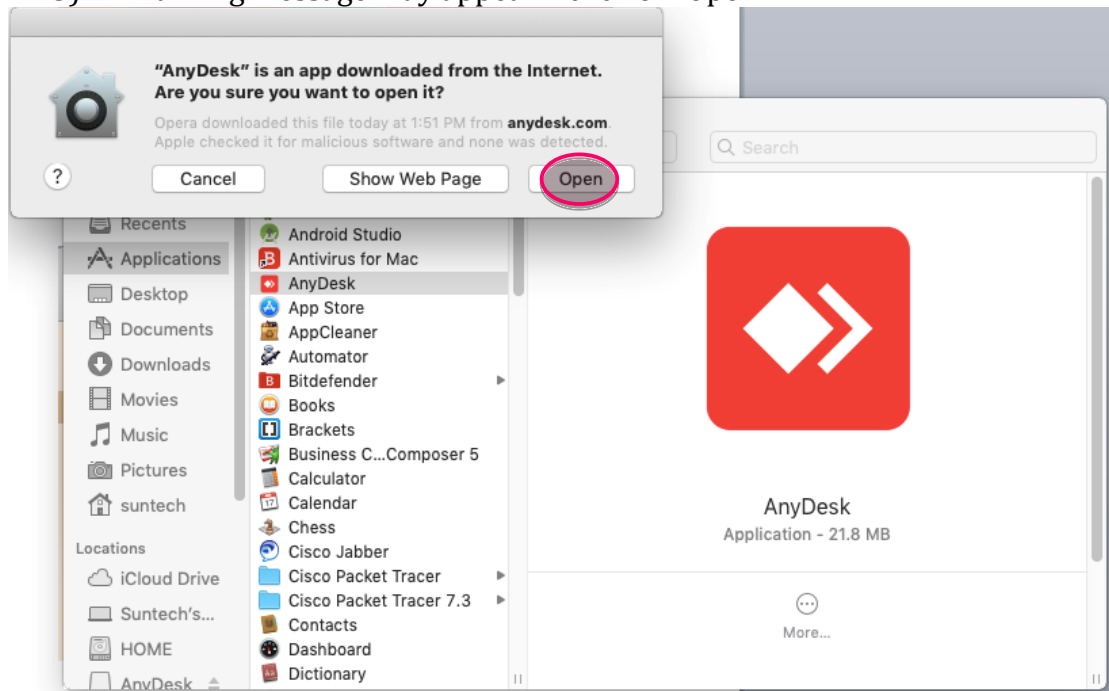 "AnyDesk" is an app downloaded from the Internet.
Are you sure you want to open it?
Opera downloaded this file today at 1:51 PM from anydesk.com.
Apple checked it for malicious software and none was detected.
?
Cancel
Show Web Page
Open
Search
Recents
Applications
Desktop
Documents
Downloads
Movies
Music
Pictures
suntech
Locations
iCloud Drive
Suntech's...
HOME
AnyDesk
Android Studio
Antivirus for Mac
AnyDesk
App Store
AppCleaner
Automator
Bitdefender
Books
Brackets
Business C...Composer 5
Calculator
Calendar
Chess
Cisco Jabber
Cisco Packet Tracer
Cisco Packet Tracer 7.3
Contacts
Dashboard
Dictionary
AnyDesk
Application - 21.8 MB
More...